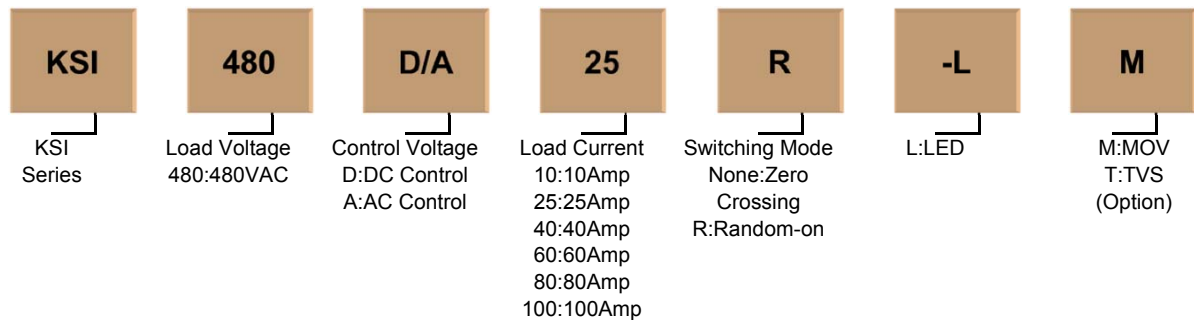 KSI 480 D/A 25 R -L M
KSI
Series
Load Voltage
480:480VAC
Control Voltage
D:DC Control
A:AC Control
Load Current
10:10Amp
25:25Amp
40:40Amp
60:60Amp
80:80Amp
100:100Amp
Switching Mode
None:Zero
Crossing
R:Random-on
L:LED
M:MOV
T:TVS
(Option)